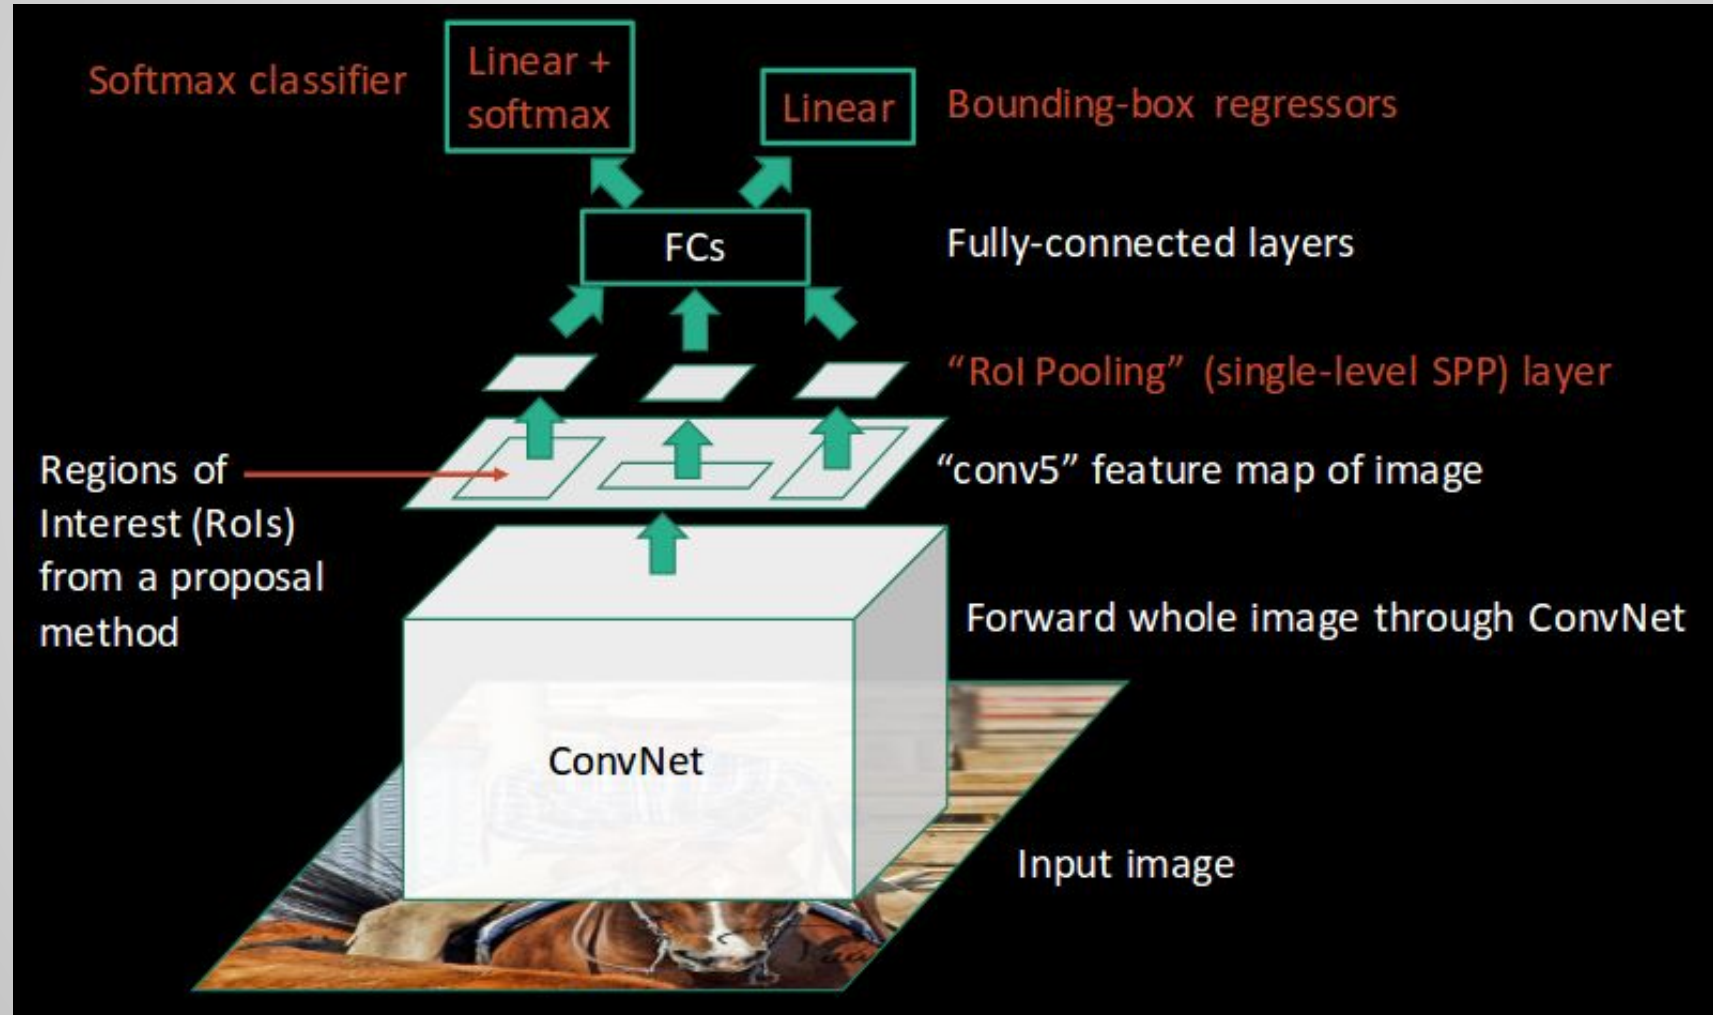 Softmax classifier
Linear +
softmax
Linear
Bounding-box regressors
FCs
Fully-connected layers
“RoI Pooling” (single-level SPP) layer
Regions of
Interest (RoIs)
from a proposal
method
“conv5” feature map of image
Forward whole image through ConvNet
ConvNet
Input image